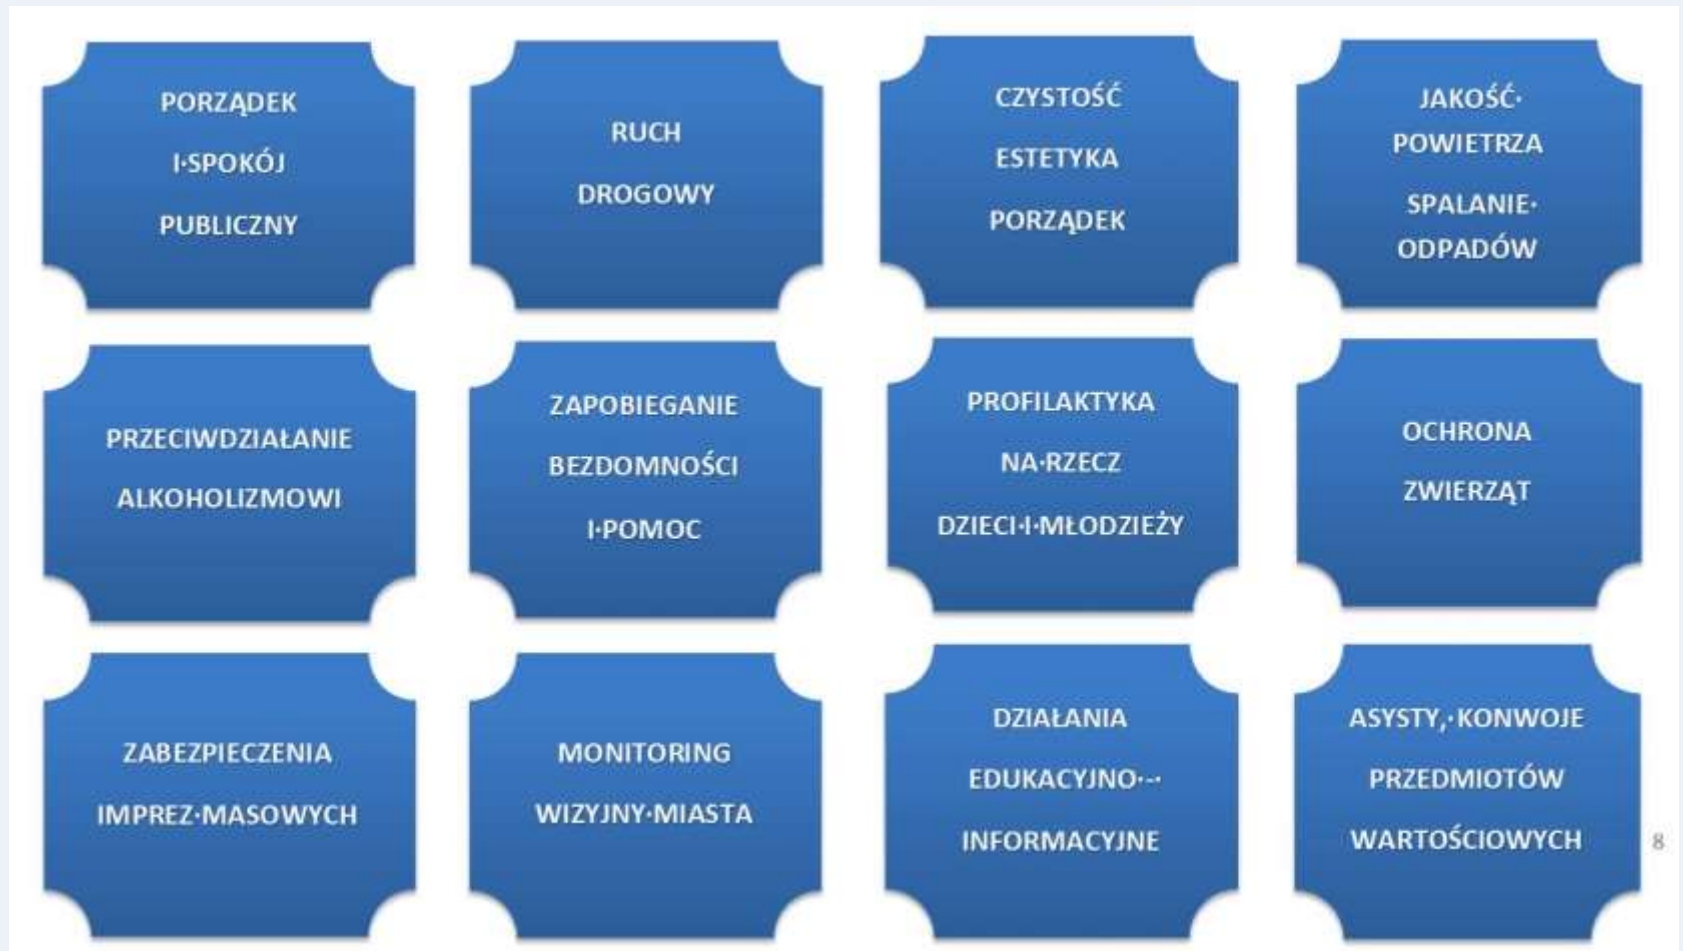 PORZĄDEK
I·SPOKÓJ
PUBLICZNY
RUCH
DROGOWY
CZYSTOŚĆ
ESTETYKA
PORZĄDEK
JAKOŚĆ·
POWIETRZA
SPALANIE·
ODPADÓW
PRZECIWDZIAŁANIE
ALKOHOLIZMOWI
ZAPOBIEGANIE
BEZDOMNOŚCI
I·POMOC
PROFILAKTYKA
NA·RZECZ
DZIECI·I·MŁODZIEŻY
OCHRONA
ZWIERZĄT
ZABEZPIECZENIA
IMPREZ·MASOWYCH
MONITORING
WIZYJNY·MIASTA
DZIAŁANIA
EDUKACYJNO·-·
INFORMACYJNE
ASYSTY,·KONWOJE
PRZEDMIOTÓW
WARTOŚCIOWYCH
8